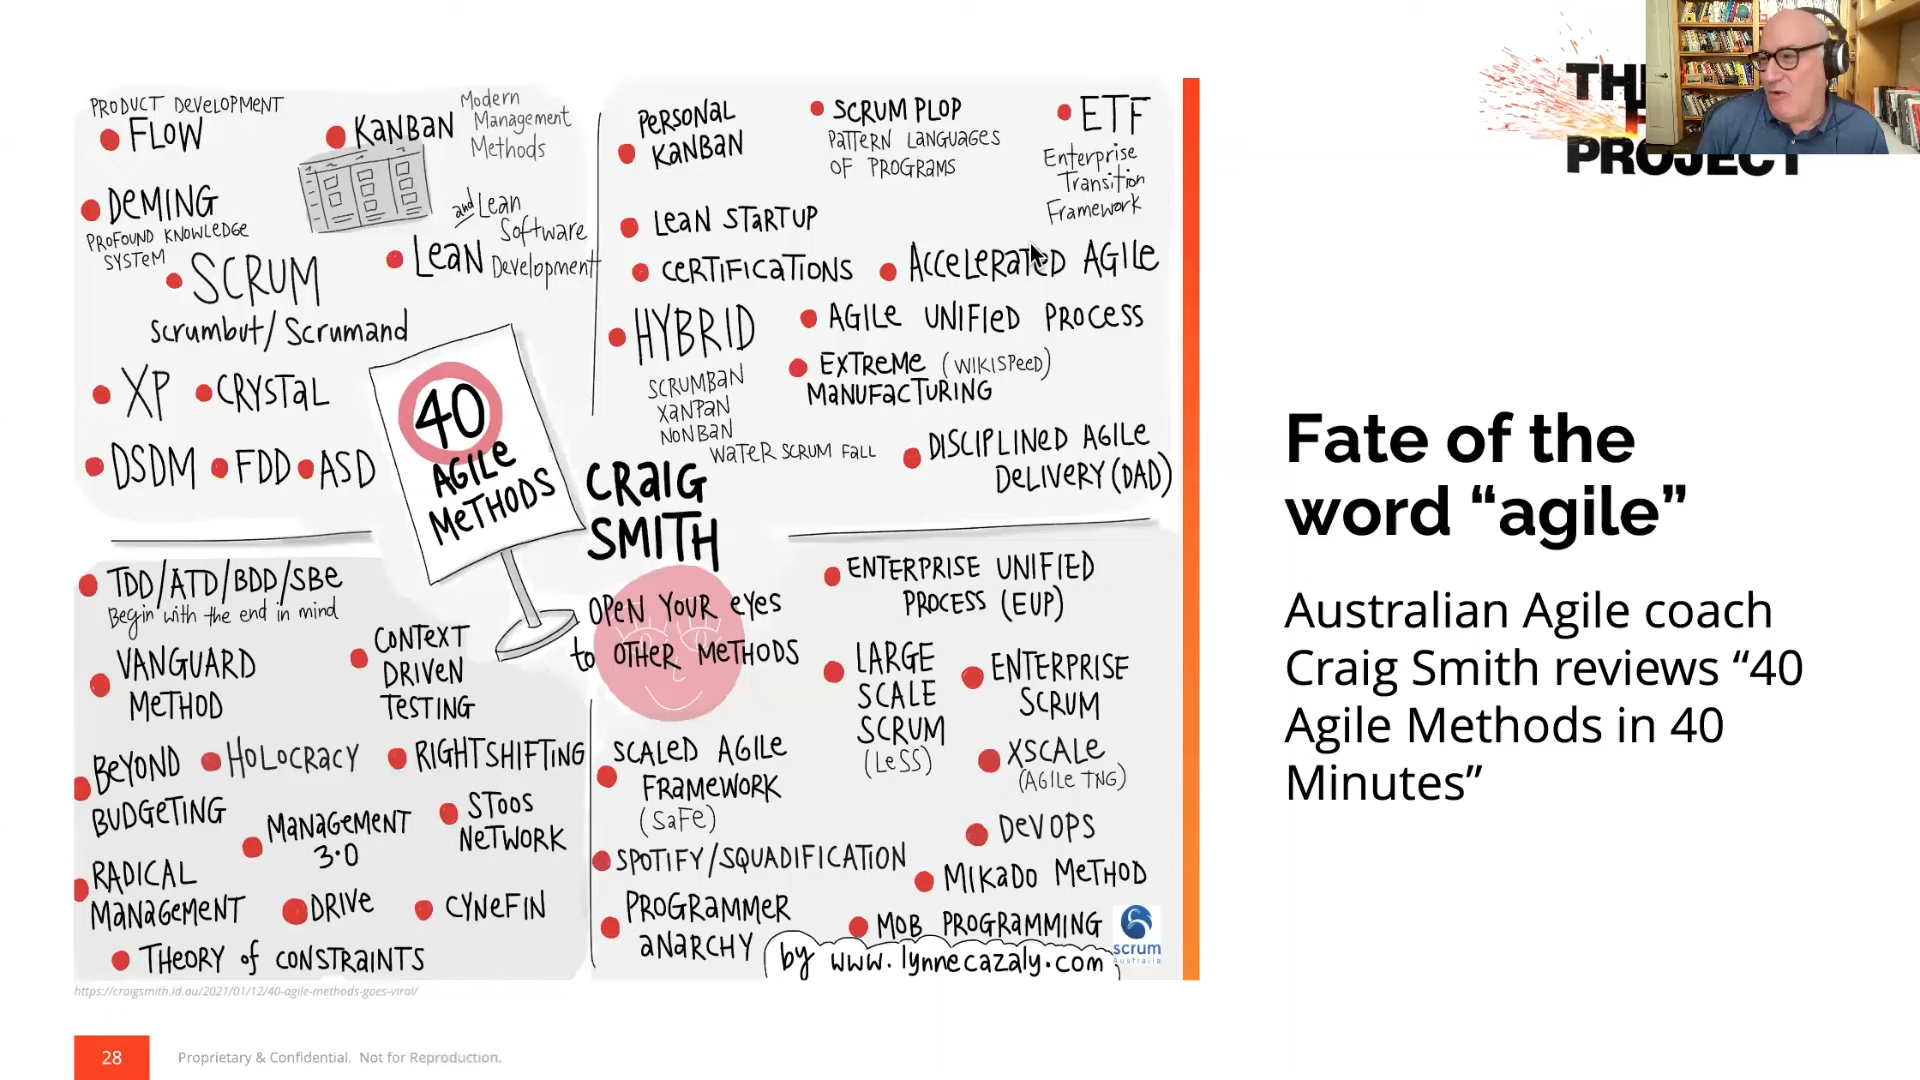 PRODUCT DEVELOPMENT
FLOW
KANBAN
Modern
Management
Methods
DEMING
PROFOUND KNOWLEDGE
SYSTEM
and Lean
Software
LEAN Development
SCRUM
Scrumbut/ Scrumand
XP
CRYSTAL
DSDM
FDD
ASD
40
AGILE
METHODS
CRAIG
SMITH
OPEN YOUR EYES
to OTHER METHODS
PERSONAL
KANBAN
SCRUM PLOP
PATTERN LANGUAGES
OF PROGRAMS
ETF
Enterprise
Transition
Framework
LEAN STARTUP
CERTIFICATIONS
ACCELERATED AGILE
HYBRID
SCRUMBAN
XANPAN
NONBAN
WATER SCRUM FALL
AGILE UNIFIED PROCESS
EXTREME (WIKISPEED)
MANUFACTURING
DISCIPLINED AGILE
DELIVERY (DAD)
TDD/ATD/BDD/SBE
Begin with the end in mind
VANGUARD
METHOD
CONTEXT
DRIVEN
TESTING
BEYOND
BUDGETING
HOLOCRACY
RIGHTSHIFTING
MANAGEMENT
3.0
STOOS
NETWORK
RADICAL
MANAGEMENT
DRIVE
CYNEFIN
THEORY of CONSTRAINTS
ENTERPRISE UNIFIED
PROCESS (EUP)
LARGE
SCALE
SCRUM
(LeSS)
ENTERPRISE
SCRUM
SCALED AGILE
FRAMEWORK
(SaFe)
XSCALE
(AGILE TNG)
DEVOPS
SPOTIFY/SQUADIFICATION
MIKADO METHOD
PROGRAMMER
ANARCHY
MOB PROGRAMMING
by www.lynnecazaly.com
scrum
Australia
https://craigsmith.id.au/2021/01/12/40-agile-methods-goes-viral/
PROJECT
Fate of the
word “agile”
Australian Agile coach
Craig Smith reviews “40
Agile Methods in 40
Minutes”
28
Proprietary & Confidential. Not for Reproduction.